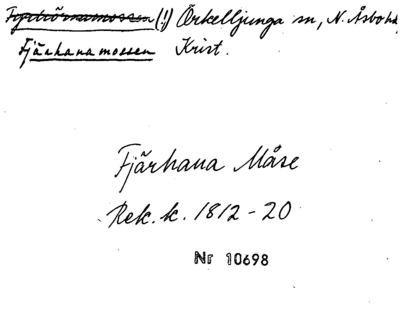 (!) Örkelljunga sn, N. Åsbo hd
Fjärhanamossen Krist.
Fjärhana Måse
Rek. k. 1812-20
Nr 10698